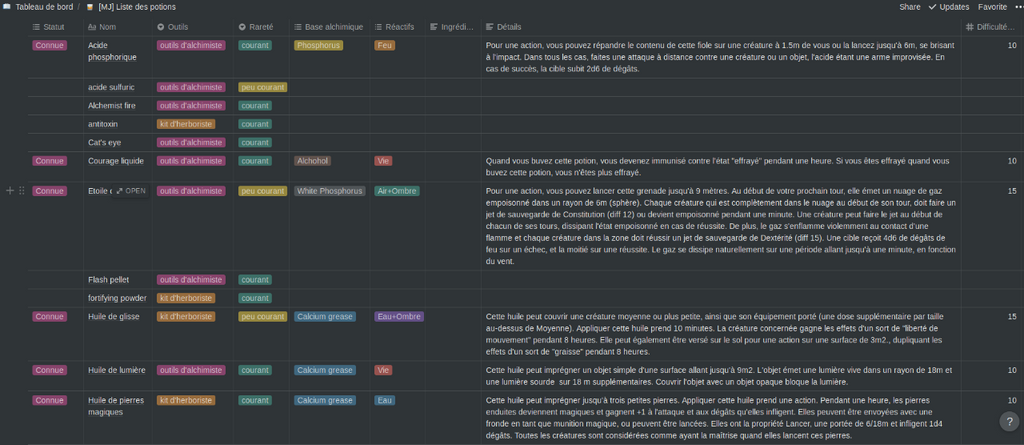 Tableau de bord / [MJ] Liste des potions Share Updates Favorite
Statut Nom Outils Rareté Base alchimique Réactifs Ingrédi... Détails Difficulté...
Connue Acide phosphorique outils d'alchimiste courant Phosphorus Feu Pour une action, vous pouvez répandre le contenu de cette fiole sur une créature à 1.5m de vous ou la lancez jusqu'à 6m, se brisant 10
à l'impact. Dans tous les cas, faites une attaque à distance contre une créature ou un objet, l'acide étant une arme improvisée. En
cas de succès, la cible subit 2d6 de dégâts.
acide sulfuric outils d'alchimiste peu courant
Alchemist fire outils d'alchimiste courant
antitoxin kit d'herboriste courant
Cat's eye outils d'alchimiste courant
Connue Courage liquide outils d'alchimiste courant Alchohol Vie Quand vous buvez cette potion, vous devenez immunisé contre l'état "effrayé" pendant une heure. Si vous êtes effrayé quand vous 10
buvez cette potion, vous n'êtes plus effrayé.
Connue Etoile OPEN outils d'alchimiste peu courant White Phosphorus Air+Ombre Pour une action, vous pouvez lancer cette grenade jusqu'à 9 mètres. Au début de votre prochain tour, elle émet un nuage de gaz 15
empoisonné dans un rayon de 6m (sphère). Chaque créature qui est complètement dans le nuage au début de son tour, doit faire un
jet de sauvegarde de Constitution (diff 12) ou devient empoisonné pendant une minute. Une créature peut faire le jet au début de
chacun de ses tours, dissipant l'état empoisonné en cas de réussite. De plus, le gaz s'enflamme violemment au contact d'une
flamme et chaque créature dans la zone doit réussir un jet de sauvegarde de Dextérité (diff 15). Une cible reçoit 4d6 de dégâts de
feu sur un échec, et la moitié sur une réussite. Le gaz se dissipe naturellement sur une période allant jusqu'à une minute, en fonction
du vent.
Flash pellet outils d'alchimiste courant
fortifying powder kit d'herboriste courant
Connue Huile de glisse outils d'alchimiste peu courant Calcium grease Eau+Ombre Cette huile peut couvrir une créature moyenne ou plus petite, ainsi que son équipement porté (une dose supplémentaire par taille 15
au-dessus de Moyenne). Appliquer cette huile prend 10 minutes. La créature concernée gagne les effets d'un sort de "liberté de
mouvement" pendant 8 heures. Elle peut également être versé sur le sol pour une action sur une surface de 3m2., dupliquant les
effets d'un sort de "graisse" pendant 8 heures.
Connue Huile de lumière outils d'alchimiste courant Calcium grease Vie Cette huile peut imprégner un objet simple d'une surface allant jusqu'à 9m2. L'objet émet une lumière vive dans un rayon de 18m et 10
une lumière sourde sur 18 m supplémentaires. Couvrir l'objet avec un objet opaque bloque la lumière.
Connue Huile de pierres magiques kit d'herboriste courant Calcium grease Eau Cette huile peut imprégner jusqu'à trois petites pierres. Appliquer cette huile prend une action. Pendant une heure, les pierres 10
enduites deviennent magiques et gagnent +1 à l'attaque et aux dégâts qu'elles infligent. Elles peuvent être envoyées avec une
fronde en tant que munition magique, ou peuvent être lancées. Elles ont la propriété Lancer, une portée de 6/18m et infligent 1d4
dégâts. Toutes les créatures sont considérées comme ayant la maîtrise quand elles lancent ces pierres.
?